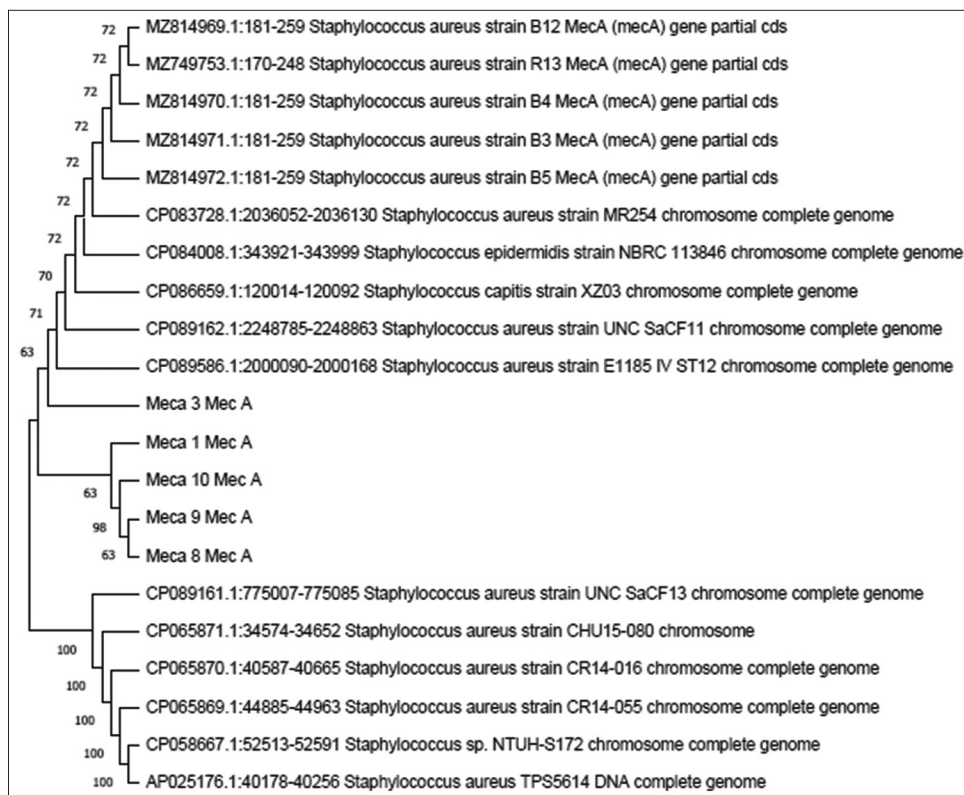 72 MZ814969.1:181-259 Staphylococcus aureus strain B12 MecA (mecA) gene partial cds
72 MZ749753.1:170-248 Staphylococcus aureus strain R13 MecA (mecA) gene partial cds
72 MZ814970.1:181-259 Staphylococcus aureus strain B4 MecA (mecA) gene partial cds
72 MZ814971.1:181-259 Staphylococcus aureus strain B3 MecA (mecA) gene partial cds
72 MZ814972.1:181-259 Staphylococcus aureus strain B5 MecA (mecA) gene partial cds
72 CP083728.1:2036052-2036130 Staphylococcus aureus strain MR254 chromosome complete genome
72 CP084008.1:343921-343999 Staphylococcus epidermidis strain NBRC 113846 chromosome complete genome
70 CP086659.1:120014-120092 Staphylococcus capitis strain XZ03 chromosome complete genome
71 CP089162.1:2248785-2248863 Staphylococcus aureus strain UNC SaCF11 chromosome complete genome
63 CP089586.1:2000090-2000168 Staphylococcus aureus strain E1185 IV ST12 chromosome complete genome
Meca 3 Mec A
Meca 1 Mec A
Meca 10 Mec A
63
Meca 9 Mec A
98
Meca 8 Mec A
63
CP089161.1:775007-775085 Staphylococcus aureus strain UNC SaCF13 chromosome complete genome
CP065871.1:34574-34652 Staphylococcus aureus strain CHU15-080 chromosome
100
CP065870.1:40587-40665 Staphylococcus aureus strain CR14-016 chromosome complete genome
100
CP065869.1:44885-44963 Staphylococcus aureus strain CR14-055 chromosome complete genome
100
CP058667.1:52513-52591 Staphylococcus sp. NTUH-S172 chromosome complete genome
100
AP025176.1:40178-40256 Staphylococcus aureus TPS5614 DNA complete genome
100